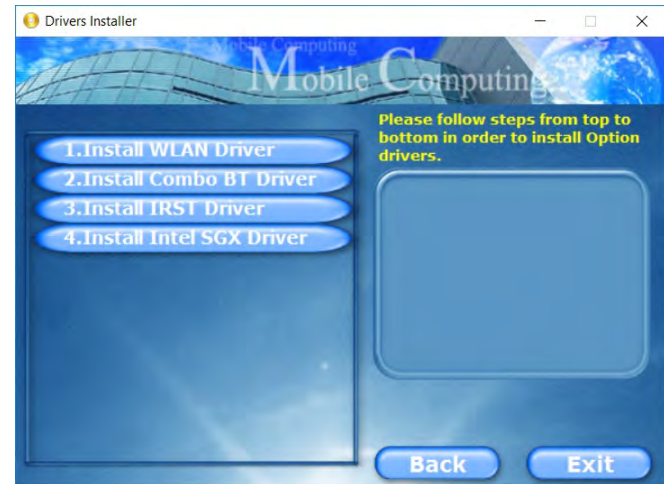 Drivers Installer
Mobile Computing
Mobile Computing
Please follow steps from top to
bottom in order to install Option
drivers.
1.Install WLAN Driver
2.Install Combo BT Driver
3.Install IRST Driver
4.Install Intel SGX Driver
Back
Exit